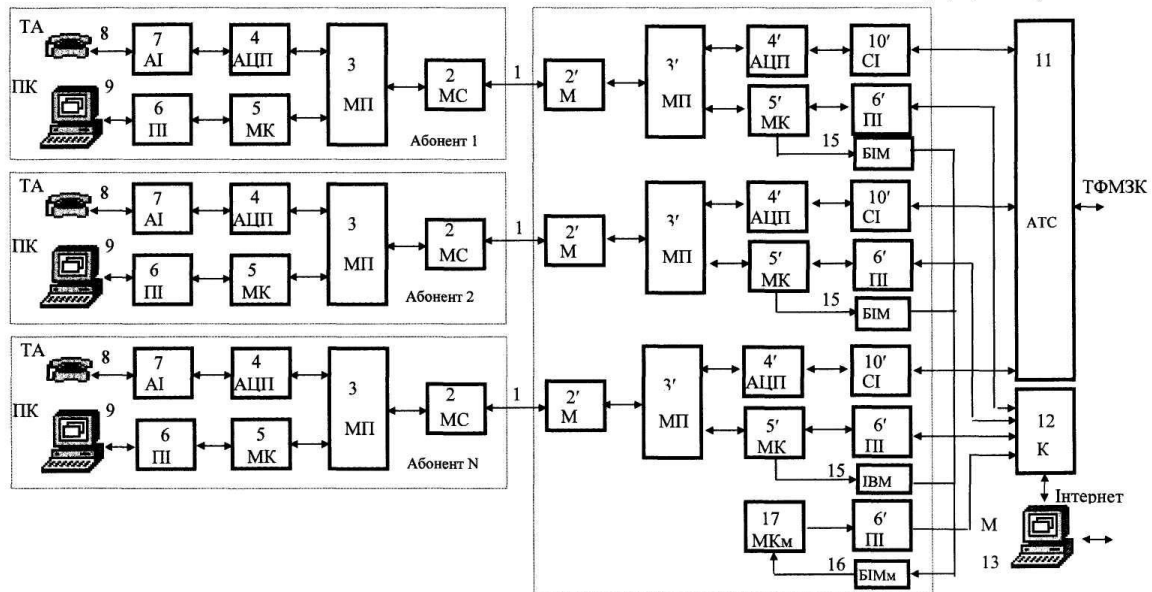 ТА
8
7
АІ
4
АЦП
3
МП
2
МС
ПК
9
6
ПІ
5
МК
Абонент 1
1
2′
М
3′
МП
4′
АЦП
10′
СІ
5′
МК
6′
ПІ
15
БІМ
ТА
8
7
АІ
4
АЦП
3
МП
2
МС
ПК
9
6
ПІ
5
МК
Абонент 2
1
2′
М
3′
МП
4′
АЦП
10′
СІ
5′
МК
6′
ПІ
15
БІМ
ТА
8
7
АІ
4
АЦП
3
МП
2
МС
ПК
9
6
ПІ
5
МК
Абонент N
1
2′
М
3′
МП
4′
АЦП
10′
СІ
5′
МК
6′
ПІ
15
ІВМ
17
МКм
6′
ПІ
16
БІМм
11
АТС
ТФМЗК
12
К
Інтернет
М
13